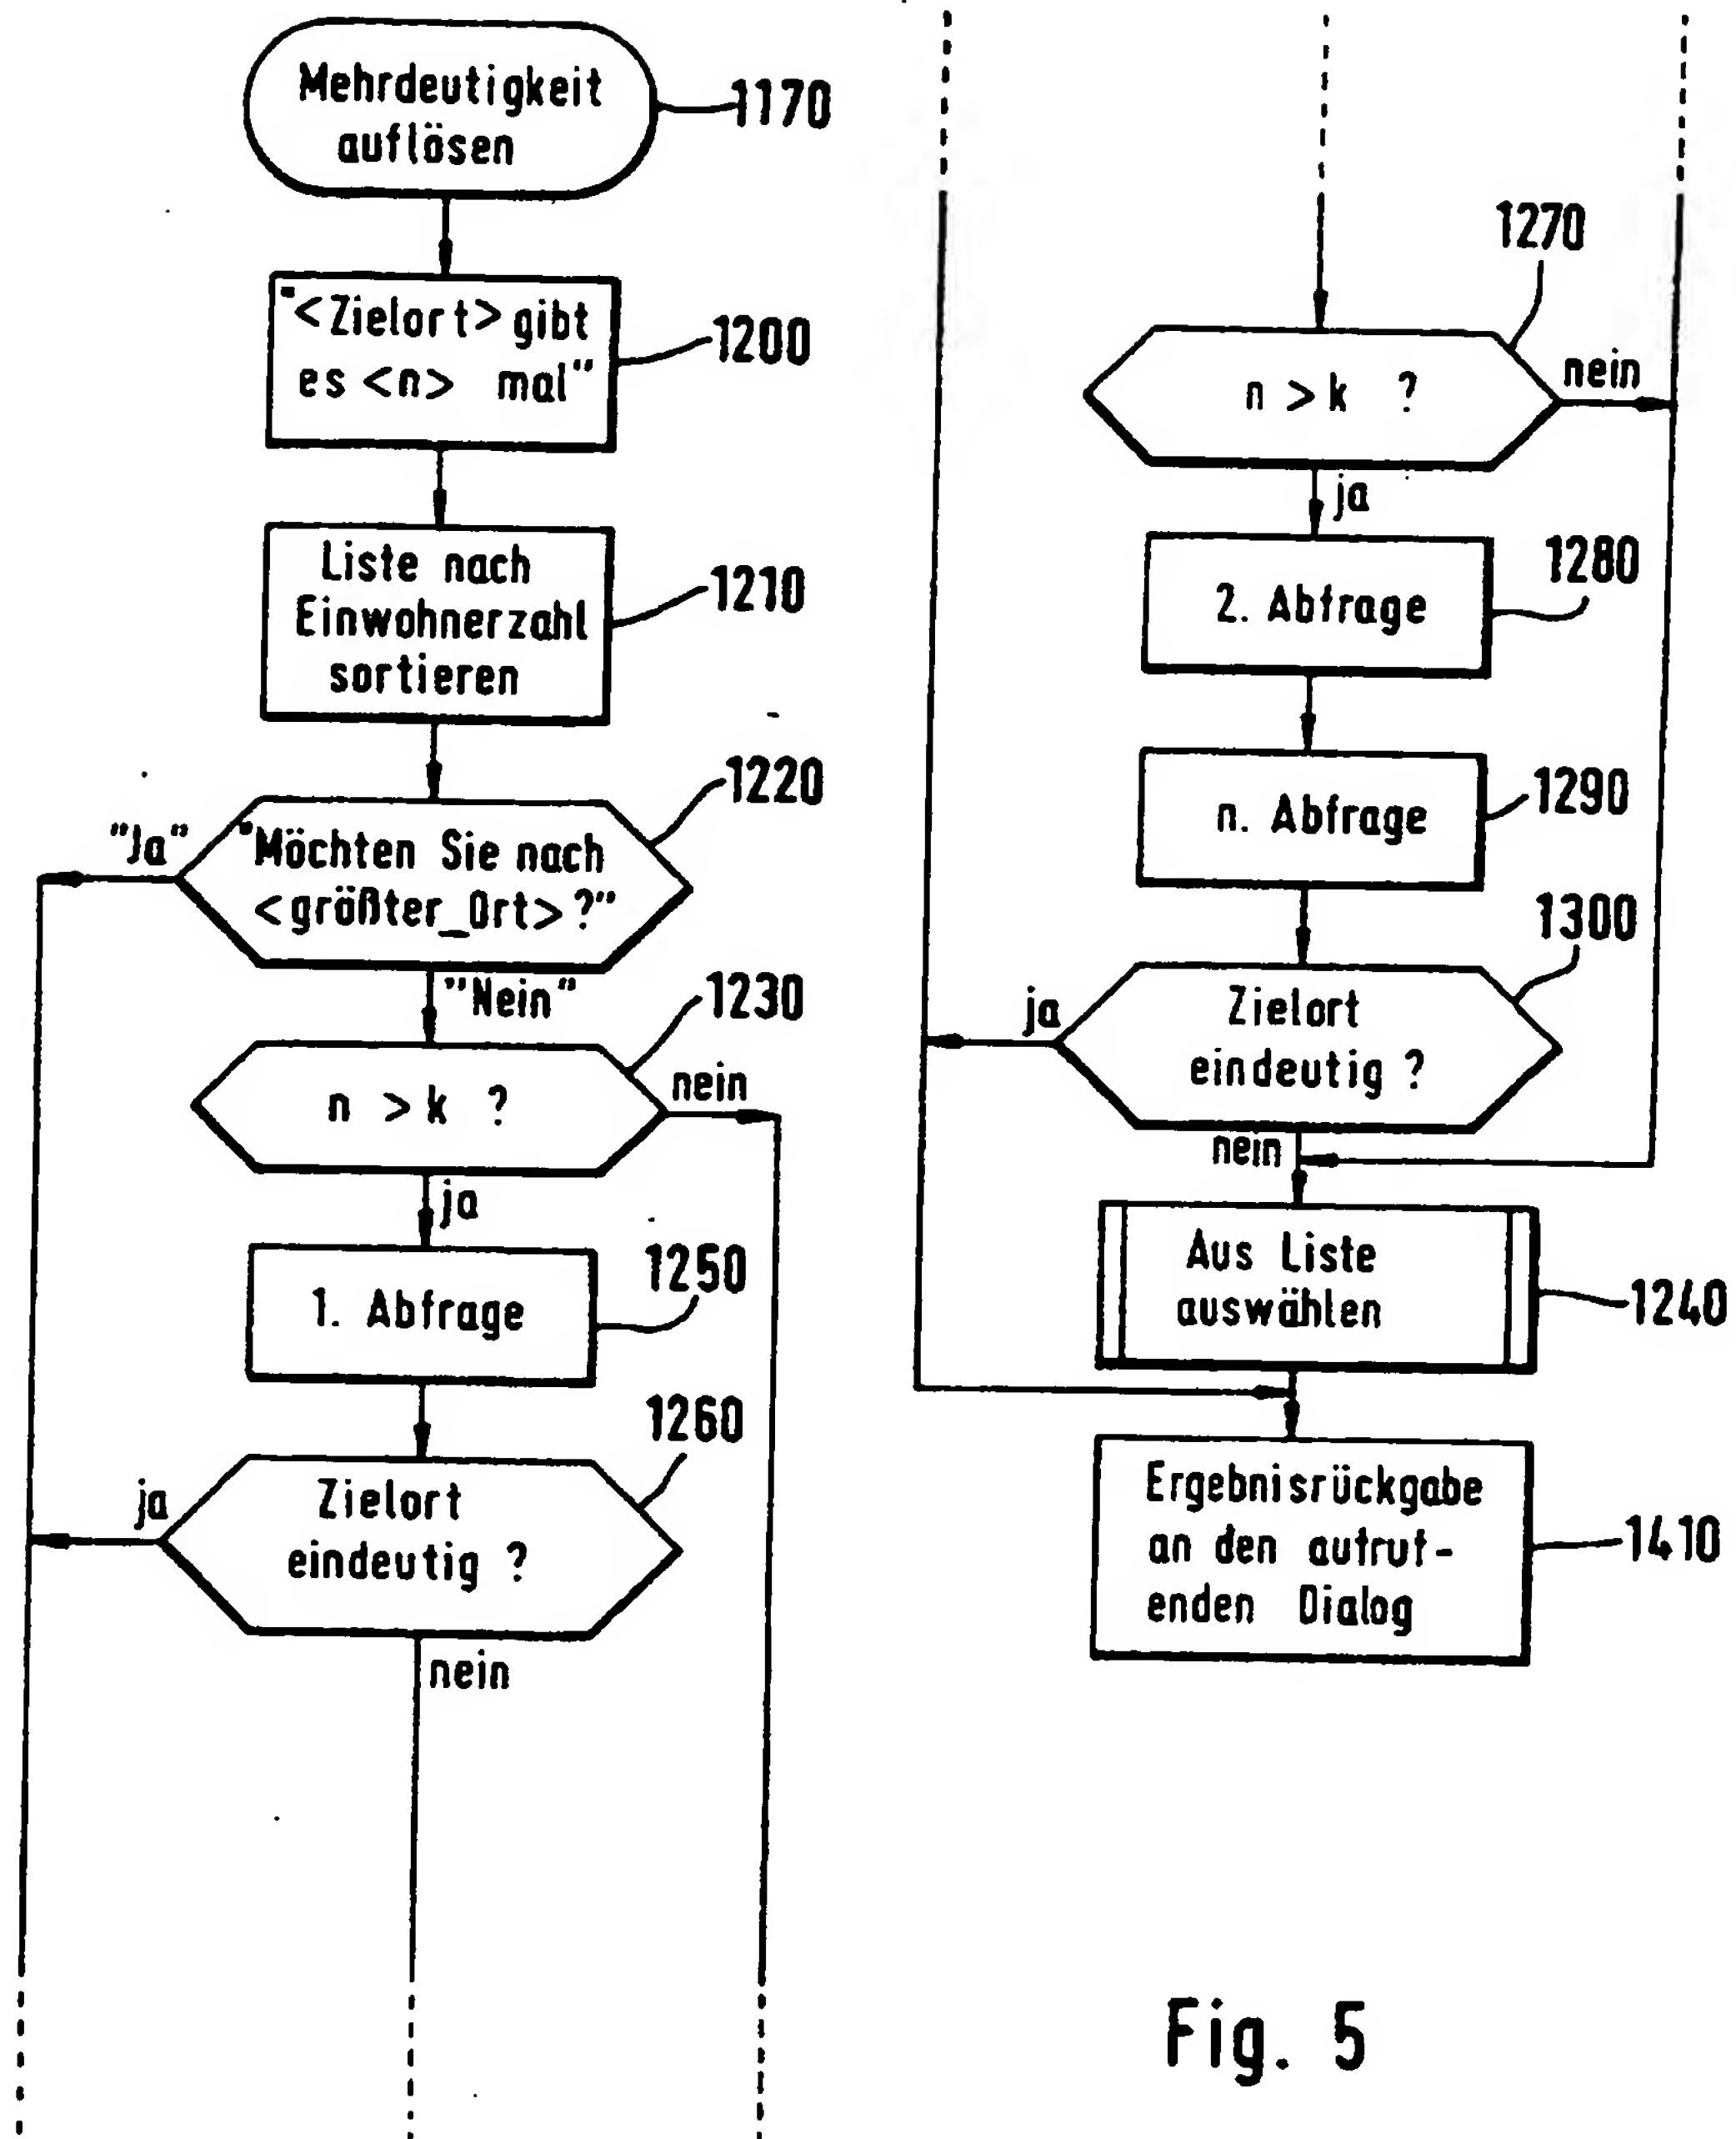 Mehrdeutigkeit
auflösen
1170
"<Zielort> gibt
es <n> mal"
1200
Liste nach
Einwohnerzahl
sortieren
1210
"Möchten Sie nach
<größter_Ort>?"
1220
"Ja"
"Nein"
n > k ?
1230
nein
ja
1. Abfrage
1250
Zielort
eindeutig ?
1260
ja
nein
1270
n > k ?
nein
ja
2. Abfrage
1280
n. Abfrage
1290
1300
Zielort
eindeutig ?
ja
nein
Aus Liste
auswählen
1240
Ergebnisrückgabe
an den aufruf-
enden Dialog
1410
Fig. 5